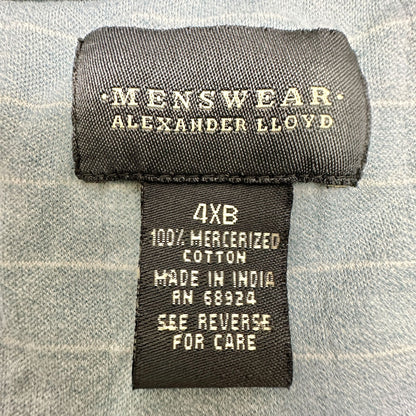 ·MENSWEAR·
ALEXANDER LLOYD
4XB
100% MERCERIZED
COTTON
MADE IN INDIA
RN 68924
SEE REVERSE
FOR CARE